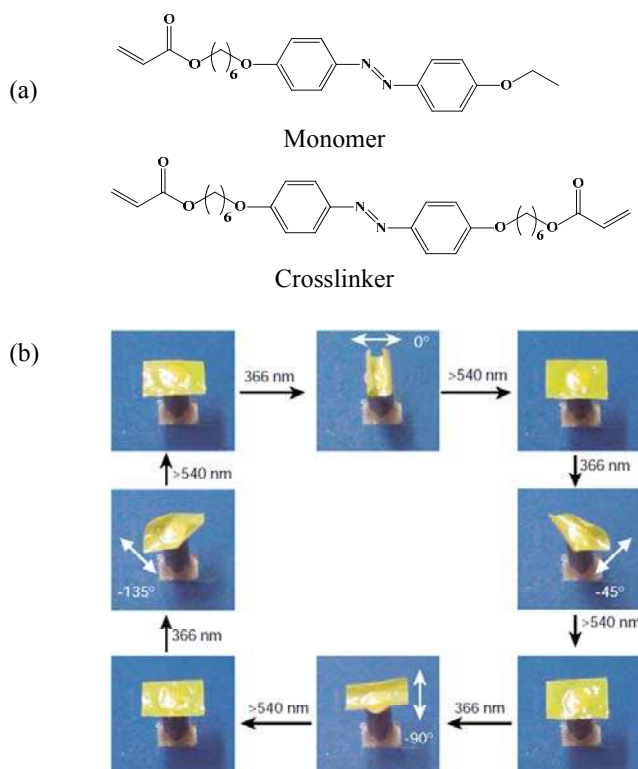 (a)
O
O
6
O
N
N
O
Monomer
O
O
6
O
N
N
O
6
O
O
Crosslinker
(b)
366 nm
0°
>540 nm
>540 nm
366 nm
-135°
-45°
366 nm
>540 nm
>540 nm
-90°
366 nm